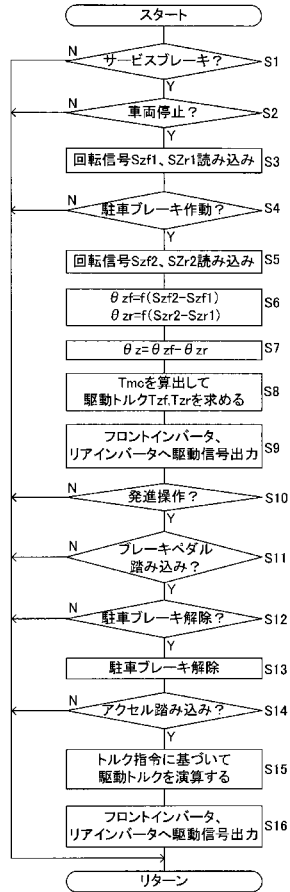 スタート
N
サービスブレーキ?
S1
Y
N
車両停止?
S2
Y
回転信号Szf1、SZr1読み込み
S3
N
駐車ブレーキ作動?
S4
Y
回転信号Szf2、SZr2読み込み
S5
θzf=f(Szf2-Szf1)
θzr=f(Szr2-Szr1)
S6
θz=θzf-θzr
S7
Tmcを算出して
駆動トルクTzf,Tzrを求める
S8
フロントインバータ、
リアインバータへ駆動信号出力
S9
N
発進操作?
S10
Y
N
ブレーキペダル
踏み込み?
S11
Y
N
駐車ブレーキ解除?
S12
Y
駐車ブレーキ解除
S13
N
アクセル踏み込み?
S14
Y
トルク指令に基づいて
駆動トルクを演算する
S15
フロントインバータ、
リアインバータへ駆動信号出力
S16
リターン